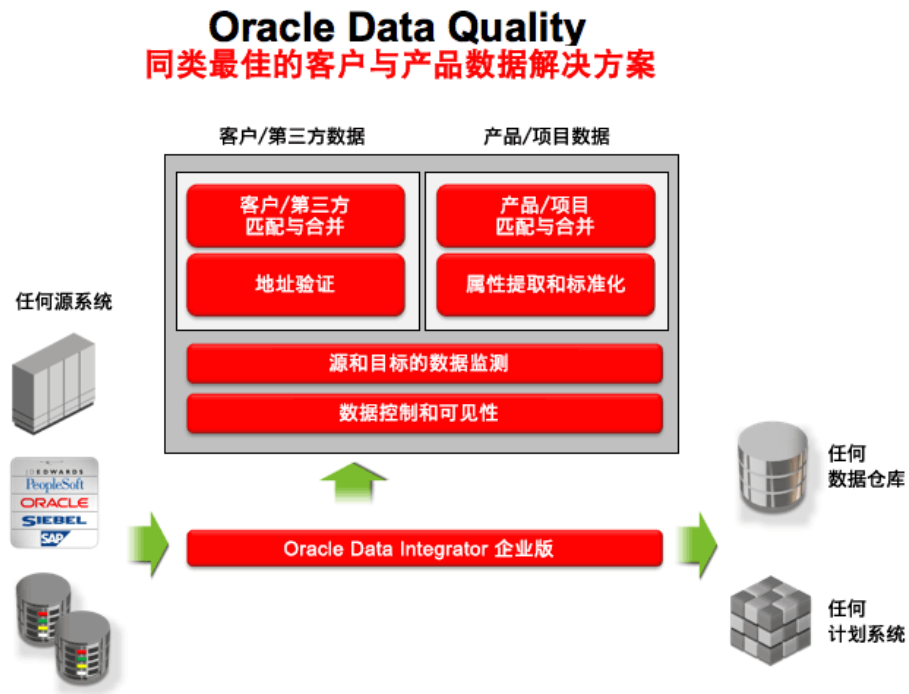 Oracle Data Quality
同类最佳的客户与产品数据解决方案
客户/第三方数据
产品/项目数据
客户/第三方
匹配与合并
产品/项目
匹配与合并
地址验证
属性提取和标准化
任何源系统
源和目标的数据监测
数据控制和可见性
JDEDWARDS
PeopleSoft
ORACLE
SIEBEL
SAP
任何
数据仓库
Oracle Data Integrator 企业版
任何
计划系统